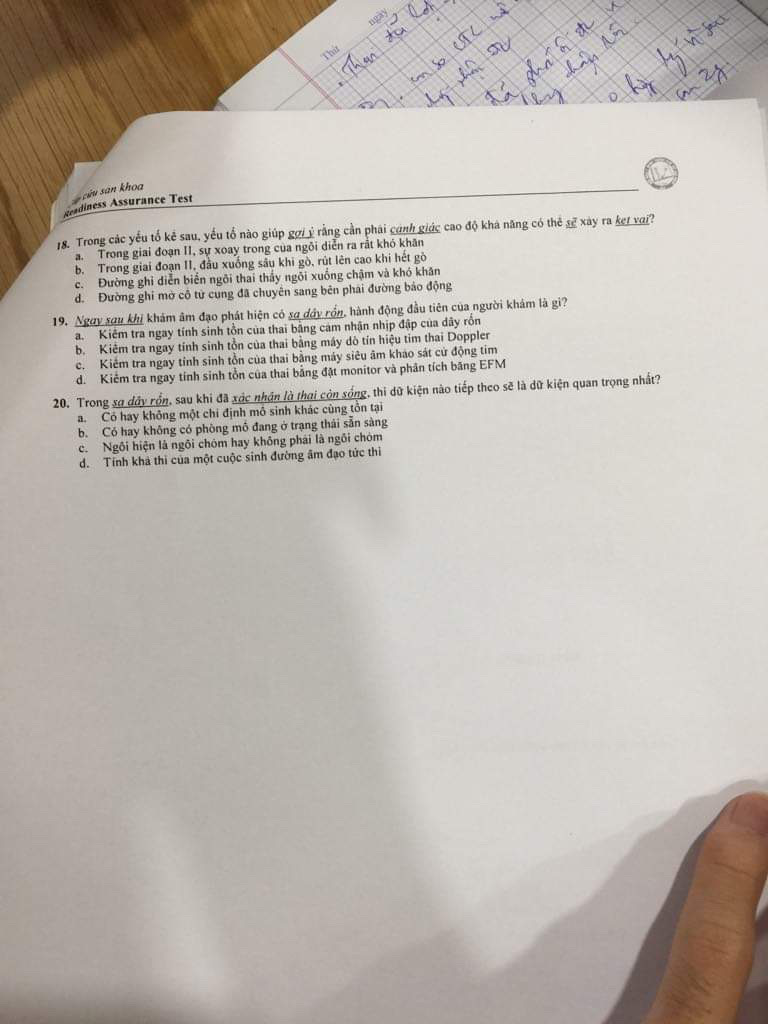 Thứ
ngày
cứu sản khoa
Readiness Assurance Test
18. Trong các yếu tố kể sau, yếu tố nào giúp gợi ý rằng cần phải cảnh giác cao độ khả năng có thể sẽ xảy ra kẹt vai?
a. Trong giai đoạn II, sự xoay trong của ngôi diễn ra rất khó khăn
b. Trong giai đoạn II, đầu xuống sâu khi gò, rút lên cao khi hết gò
c. Đường ghi diễn biến ngôi thai thấy ngôi xuống chậm và khó khăn
d. Đường ghi mở cổ tử cung đã chuyển sang bên phải đường báo động
19. Ngay sau khi khám âm đạo phát hiện có sa dây rốn, hành động đầu tiên của người khám là gì?
a. Kiểm tra ngay tính sinh tồn của thai bằng cảm nhận nhịp đập của dây rốn
b. Kiểm tra ngay tính sinh tồn của thai bằng máy dò tín hiệu tim thai Doppler
c. Kiểm tra ngay tính sinh tồn của thai bằng máy siêu âm khảo sát cử động tim
d. Kiểm tra ngay tính sinh tồn của thai bằng đặt monitor và phân tích băng EFM
20. Trong sa dây rốn, sau khi đã xác nhận là thai còn sống, thì dữ kiện nào tiếp theo sẽ là dữ kiện quan trọng nhất?
a. Có hay không một chỉ định mổ sinh khác cùng tồn tại
b. Có hay không có phòng mổ đang ở trạng thái sẵn sàng
c. Ngôi hiện là ngôi chỏm hay không phải là ngôi chỏm
d. Tính khả thi của một cuộc sinh đường âm đạo tức thì